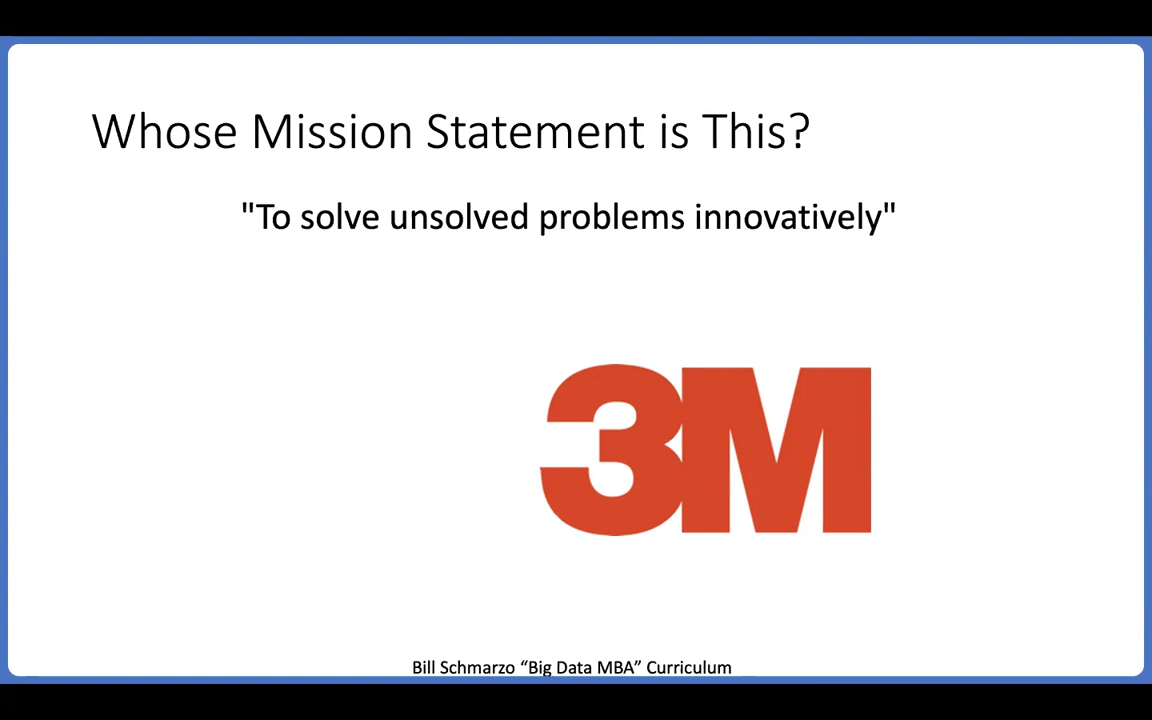 Whose Mission Statement is This?
"To solve unsolved problems innovatively"
3M
Bill Schmarzo “Big Data MBA” Curriculum